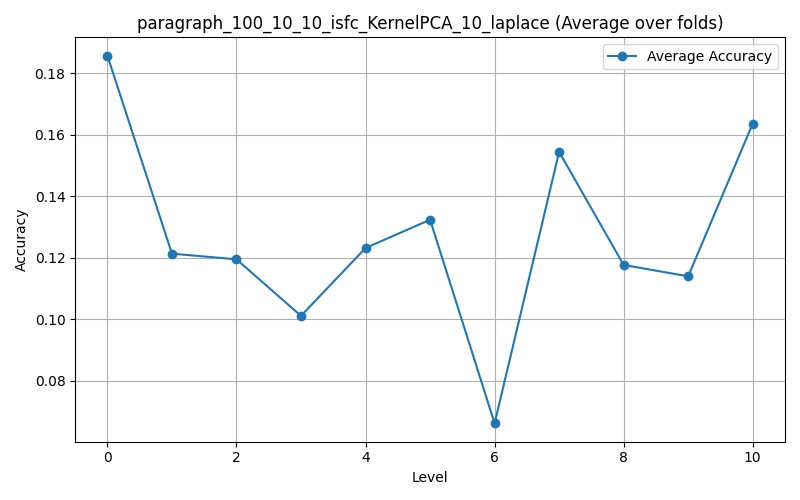 paragraph_100_10_10_isfc_KernelPCA_10_laplace (Average over folds)
Average Accuracy
0.18
0.16
0.14
0.12
0.10
0.08
Accuracy
0 2 4 6 8 10
Level